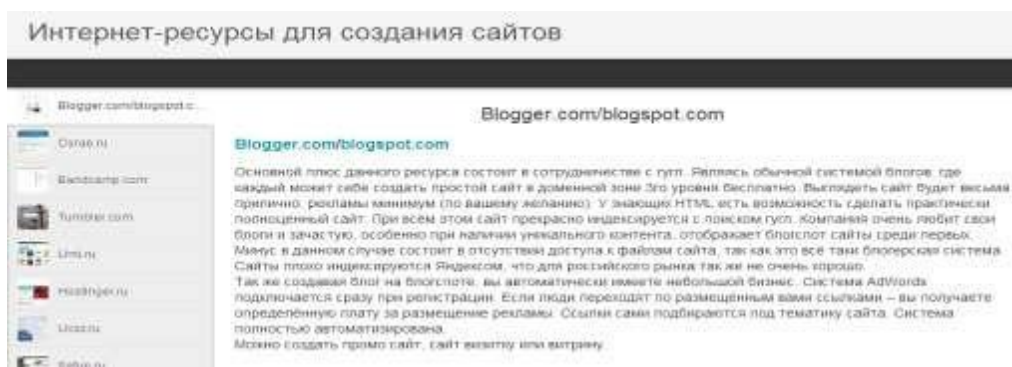 Интернет-ресурсы для создания сайтов
Blogger.com/blogspot.c...
Blogger.com/blogspot.com
Bandcamp.com
Tumbler.com
Umi.ru
Hostinger.ru
Ucoz.ru
Setup.ru
Blogger.com/blogspot.com
Основной плюс данного ресурса состоит в сотрудничестве с гугл. Являясь обычной системой блогов, где
каждый может себе создать простой сайт в доменной зоне 3го уровня бесплатно. Выглядеть сайт будет весьма
прилично, рекламы минимум (по вашему желанию). У знающих HTML, есть возможность сделать практически
полноценный сайт. При всём этом сайт прекрасно индексируется с поиском гугл. Компания очень любит свои
блоги и зачастую, особенно при наличии уникального контента, отображает блогспот сайты среди первых.
Минус в данном случае состоит в отсутствии доступа к файлам сайта, так как это всё таки блогерская система.
Сайты плохо индексируются Яндексом, что для российского рынка так же не очень хорошо.
Так же создавая блог на блогспоте, вы автоматически имеете небольшой бизнес. Система AdWords
подключается сразу при регистрации. Если люди переходят по размещённым вами ссылками – вы получаете
определённую плату за размещение рекламы. Ссылки сами подбираются под тематику сайта. Система
полностью автоматизирована.
Можно создать промо сайт, сайт визитку или витрину.